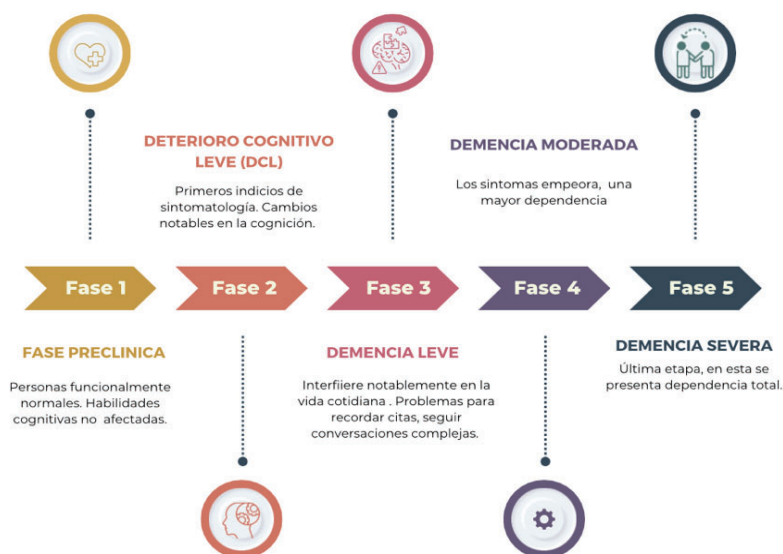 DETERIORO COGNITIVO
LEVE (DCL)
Primeros indicios de
sintomatología. Cambios
notables en la cognición.
DEMENCIA MODERADA
Los sintomas empeora, una
mayor dependencia
Fase 1
Fase 2
Fase 3
Fase 4
Fase 5
FASE PRECLINICA
Personas funcionalmente
normales. Habilidades
cognitivas no afectadas.
DEMENCIA LEVE
Interfiiere notablemente en la
vida cotidiana . Problemas para
recordar citas, seguir
conversaciones complejas.
DEMENCIA SEVERA
Última etapa, en esta se
presenta dependencia total.